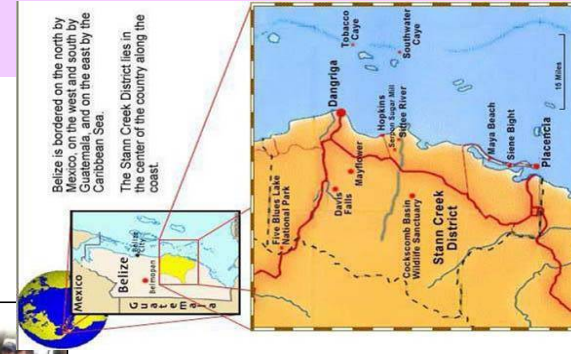 Belize is bordered on the north by
Mexico, on the west and south by
Guatemala, and on the east by the
Caribbean Sea.
The Stann Creek District lies in
the center of the country along the
coast.
Mexico
Belize
Belize
City
Belmopan
Guatemala
Five Blues Lake
National Park
Dangriga
Tobacco
Caye
Southwater
Caye
Davis
Falls
Mayflower
Hopkins
Serpon Sugar Mill
Sittee River
Cockscomb Basin
Wildlife Sanctuary
Stann Creek
District
Maya Beach
Siene Bight
Placencia
15 Miles